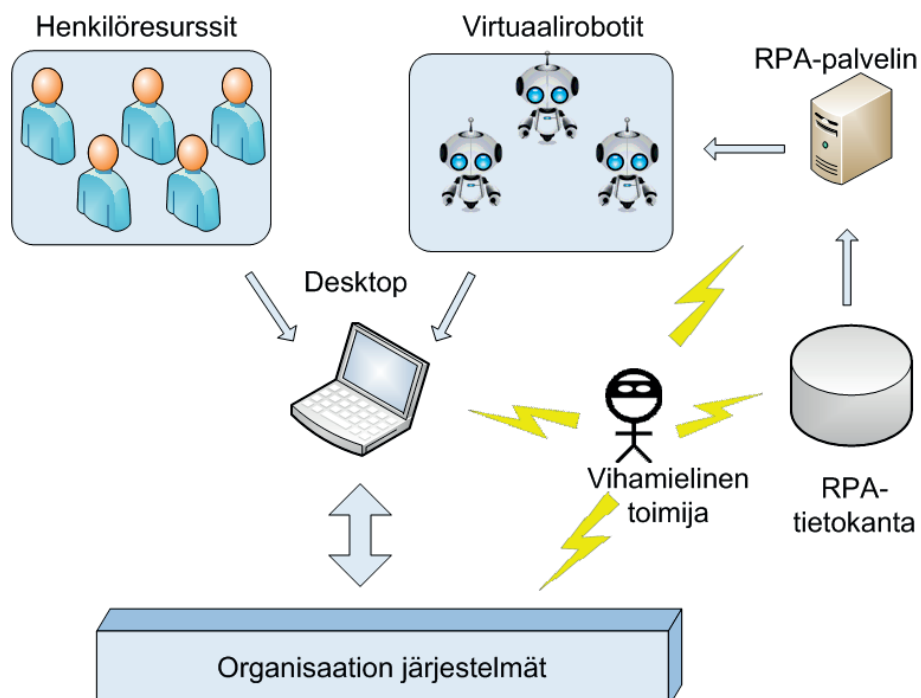 Henkilöresurssit
Virtuaalirobotit
RPA-palvelin
Desktop
Vihamielinen
toimija
RPA-
tietokanta
Organisaation järjestelmät